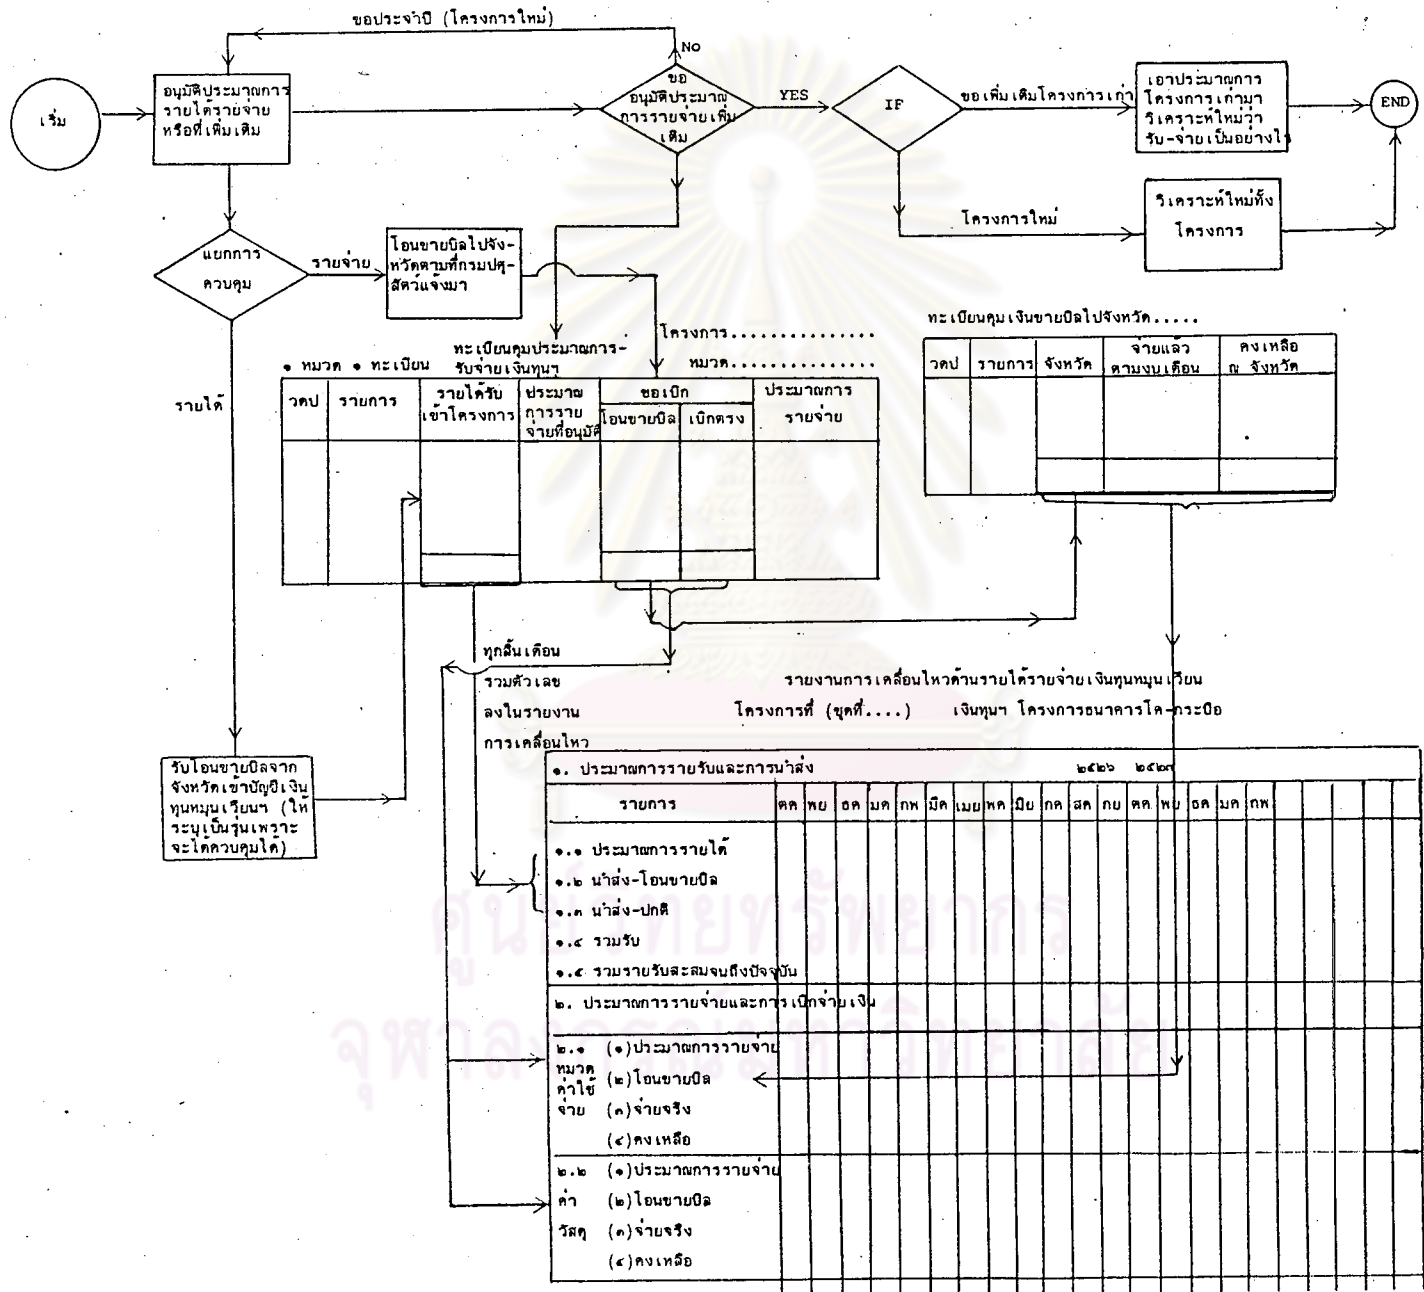 ขอประจำปี (โครงการใหม่)
No
เริ่ม
อนุมัติประมาณการ
รายได้รายจ่าย
หรือที่เพิ่มเติม
ขอ
อนุมัติประมาณ
การรายจ่ายเพิ่ม
เติม
YES
IF
ขอเพิ่มเติมโครงการเก่า
เอาประมาณการ
โครงการเก่ามา
วิเคราะห์ใหม่ว่า
รับ-จ่ายเป็นอย่างไร
END
โครงการใหม่
วิเคราะห์ใหม่ทั้ง
โครงการ
แยกการ
ควบคุม
รายจ่าย
โอนขายบิลไปจัง-
หวัดตามที่กรมปศุ-
สัตว์แจ้งมา
รายได้
ทะเบียนคุมประมาณการ-
รับจ่ายเงินทุนฯ
โครงการ...............
หมวด...............
๑ หมวด ๑ ทะเบียน
วดป
รายการ
รายได้รับ
เข้าโครงการ
ประมาณ
การราย
จ่ายที่อนุมัติ
ขอเบิก
โอนขายบิล
เบิกตรง
ประมาณการ
รายจ่าย
ทะเบียนคุมเงินขายบิลไปจังหวัด.....
วดป
รายการ
จังหวัด
จ่ายแล้ว
ตามงบเดือน
คงเหลือ
ณ จังหวัด
ทุกสิ้นเดือน
รวมตัวเลข
ลงในรายงาน
การเคลื่อนไหว
รับโอนขายบิลจาก
จังหวัดเข้าบัญชีเงิน
ทุนหมุนเวียนฯ (ให้
ระบุเป็นรุ่นเพราะ
จะได้ควบคุมได้)
รายงานการเคลื่อนไหวด้านรายได้รายจ่ายเงินทุนหมุนเวียน
โครงการที่ (ชุดที่....) เงินทุนฯ โครงการธนาคารโค-กระบือ
๑. ประมาณการรายรับและการนำส่ง ๒๕๒๖ ๒๕๒๗
รายการ ตค พย ธค มค กพ มีค เมย พค มิย กค สค กย ตค พย ธค มค กพ
๑.๑ ประมาณการรายได้
๑.๒ นำส่ง-โอนขายบิล
๑.๓ นำส่ง-ปกติ
๑.๔ รวมรับ
๑.๕ รวมรายรับสะสมจนถึงปัจจุบัน
๒. ประมาณการรายจ่ายและการเบิกจ่ายเงิน
๒.๑ (๑)ประมาณการรายจ่าย
หมวด
ค่าใช้ (๒)โอนขายบิล
จ่าย (๓)จ่ายจริง
(๔)คงเหลือ
๒.๒ (๑)ประมาณการรายจ่าย
ค่า (๒)โอนขายบิล
วัสดุ (๓)จ่ายจริง
(๔)คงเหลือ
ศูนย์วิทยทรัพยากร
จุฬาลงกรณ์มหาวิทยาลัย